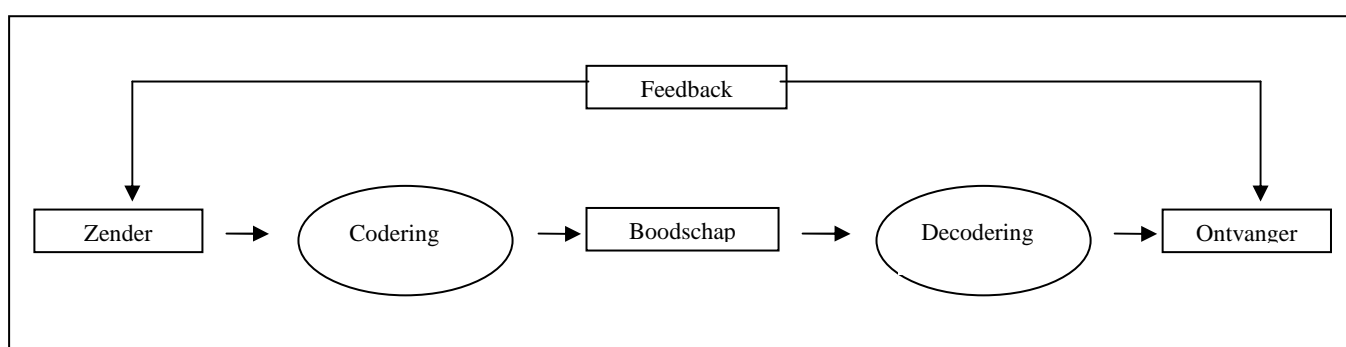 Feedback
Zender
Codering
Boodschap
Decodering
Ontvanger